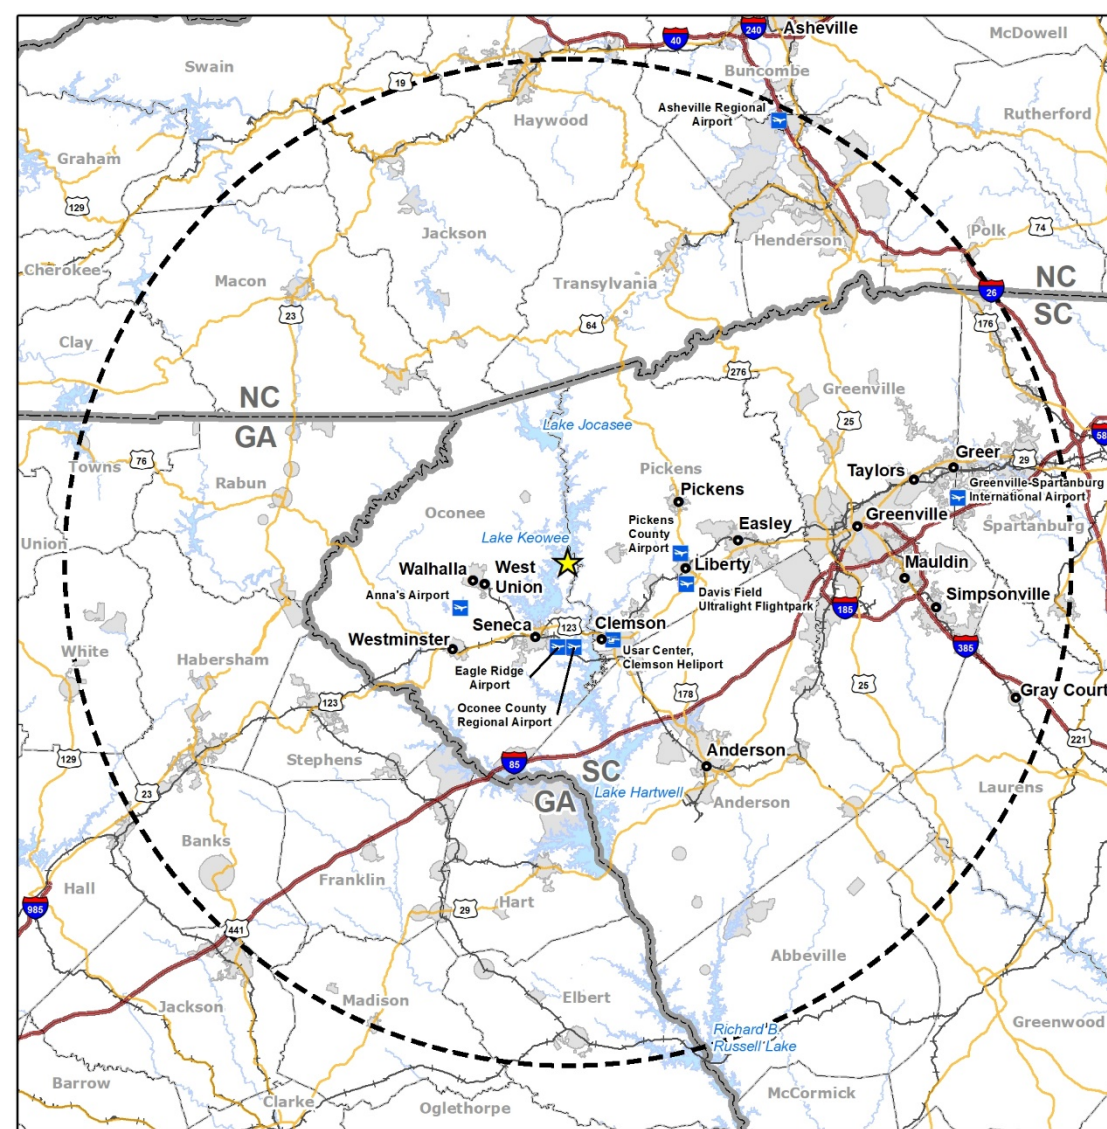 240
Asheville
40
McDowell
Swain
19
Buncombe
Asheville Regional
Airport
Haywood
Rutherford
Graham
129
Jackson
Polk
74
Henderson
Cherokee
Macon
Transylvania
NC
26
SC
23
64
176
Clay
276
Greenville
NC
GA
25
Lake Jocasee
58
Towns
76
Rabun
Pickens
Greer
29
Taylors
Greenville-Spartanburg
International Airport
Oconee
Pickens
Greenville
Spartanburg
Union
Lake Keowee
Pickens
County
Airport
Easley
Walhalla
West
Union
Liberty
Mauldin
Anna's Airport
Davis Field
Ultralight Flightpark
185
Simpsonville
Seneca
123
Clemson
Westminster
385
White
Habersham
Eagle Ridge
Airport
Usar Center,
Clemson Heliport
25
Gray Court
123
Oconee County
Regional Airport
178
221
129
Stephens
85
SC
Anderson
23
GA
Lake Hartwell
Anderson
Laurens
Banks
Hall
Franklin
985
29
Hart
441
Abbeville
Jackson
Madison
Elbert
Richard B.
Russell Lake
Greenwood
Barrow
Clarke
Oglethorpe
McCormick